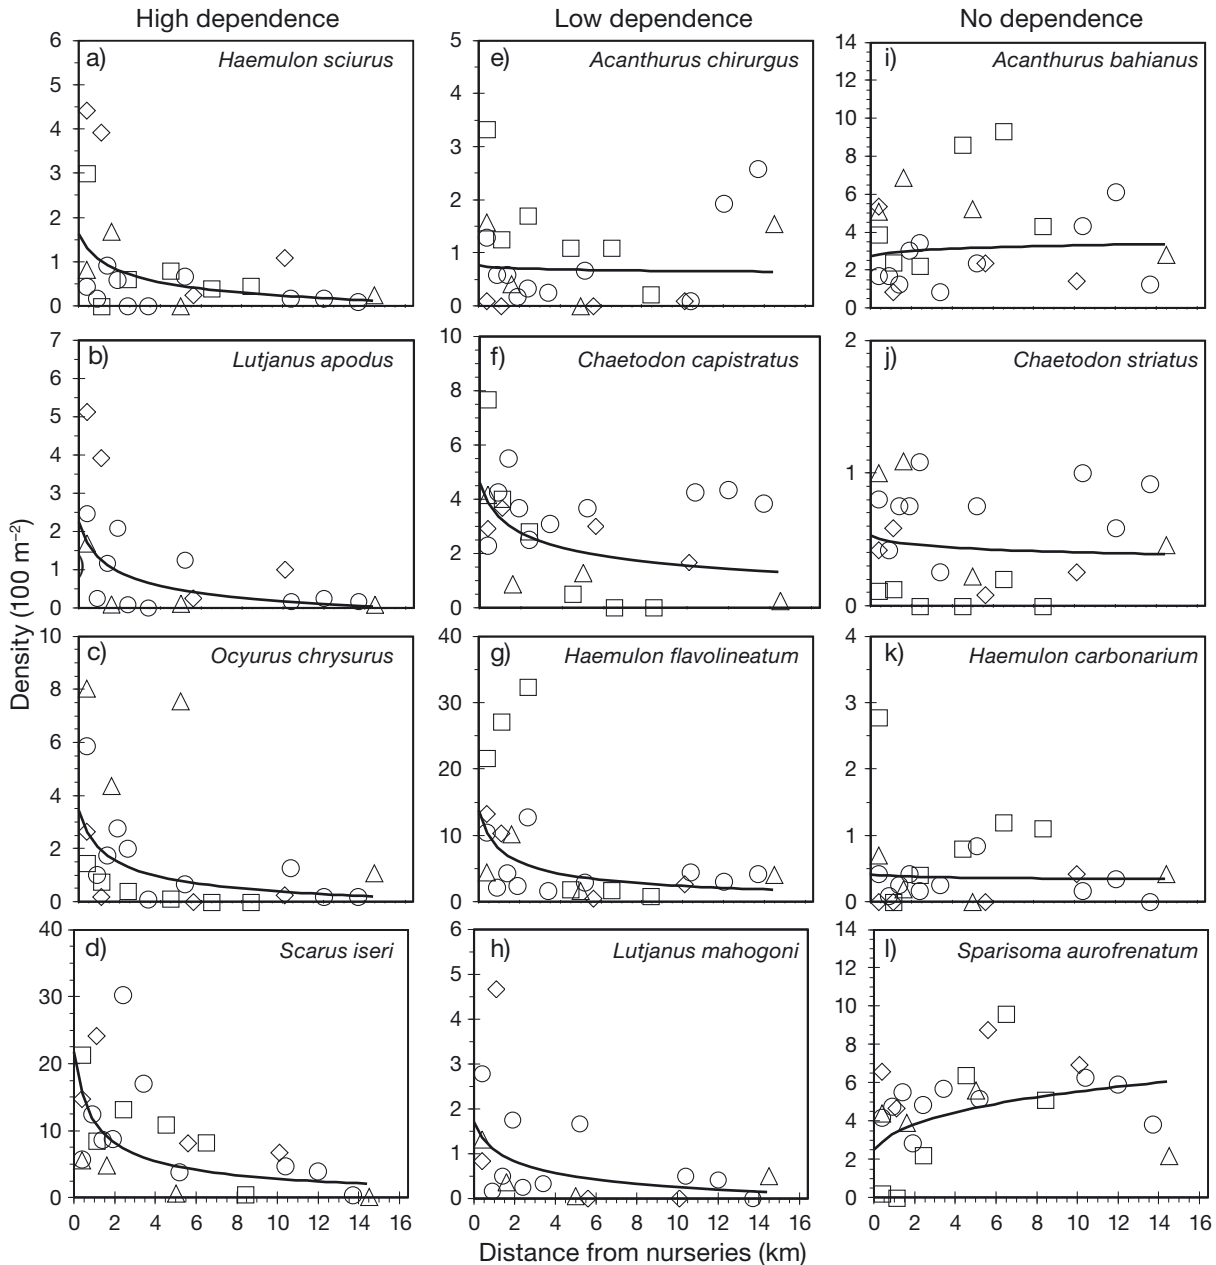 High dependence
Low dependence
No dependence
a)
Haemulon sciurus
6
5
4
3
2
1
0
e)
Acanthurus chirurgus
5
4
3
2
1
0
i)
Acanthurus bahianus
14
12
10
8
6
4
2
0
b)
Lutjanus apodus
7
6
5
4
3
2
1
0
f)
Chaetodon capistratus
10
8
6
4
2
0
j)
Chaetodon striatus
2
1
0
c)
Ocyurus chrysurus
10
8
6
4
2
0
g)
Haemulon flavolineatum
40
30
20
10
0
k)
Haemulon carbonarium
4
3
2
1
0
d)
Scarus iseri
40
30
20
10
0
0 2 4 6 8 10 12 14 16
h)
Lutjanus mahogoni
6
5
4
3
2
1
0
0 2 4 6 8 10 12 14 16
l)
Sparisoma aurofrenatum
14
12
10
8
6
4
2
0
0 2 4 6 8 10 12 14 16
Density (100 m⁻²)
Distance from nurseries (km)